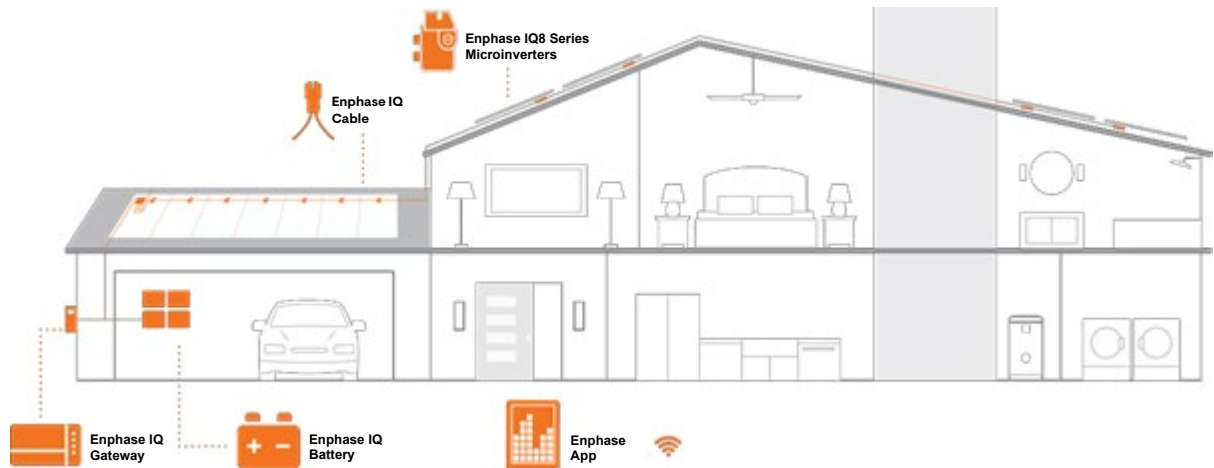 Enphase IQ8 Series
Microinverters
Enphase IQ
Cable
Enphase IQ
Gateway
Enphase IQ
Battery
Enphase
App